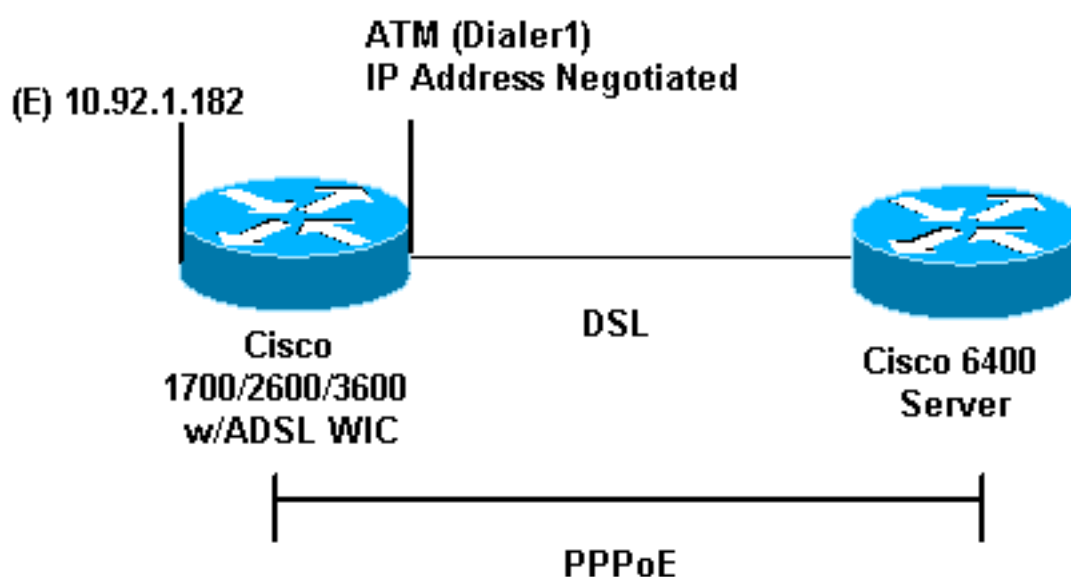 ATM (Dialer1)
IP Address Negotiated
(E) 10.92.1.182
DSL
Cisco
1700/2600/3600
w/ADSL WIC
Cisco 6400
Server
PPPoE